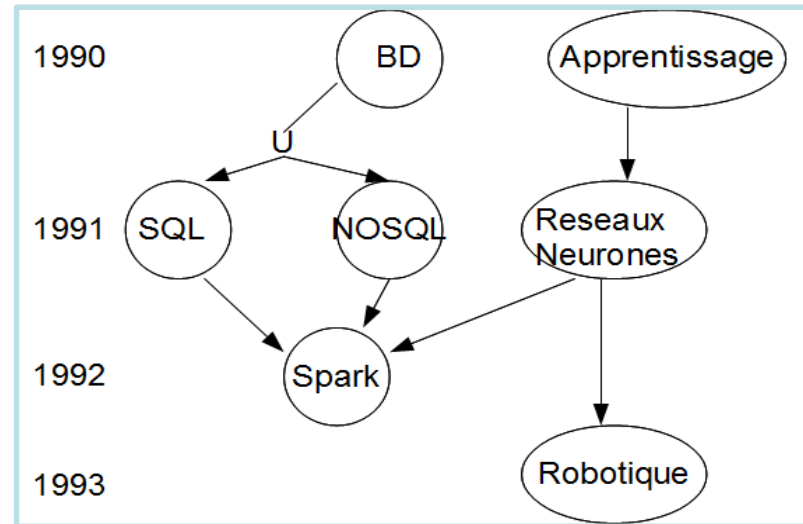 1990
BD
Apprentissage
U
1991
SQL
NOSQL
Reseaux
Neurones
1992
Spark
1993
Robotique